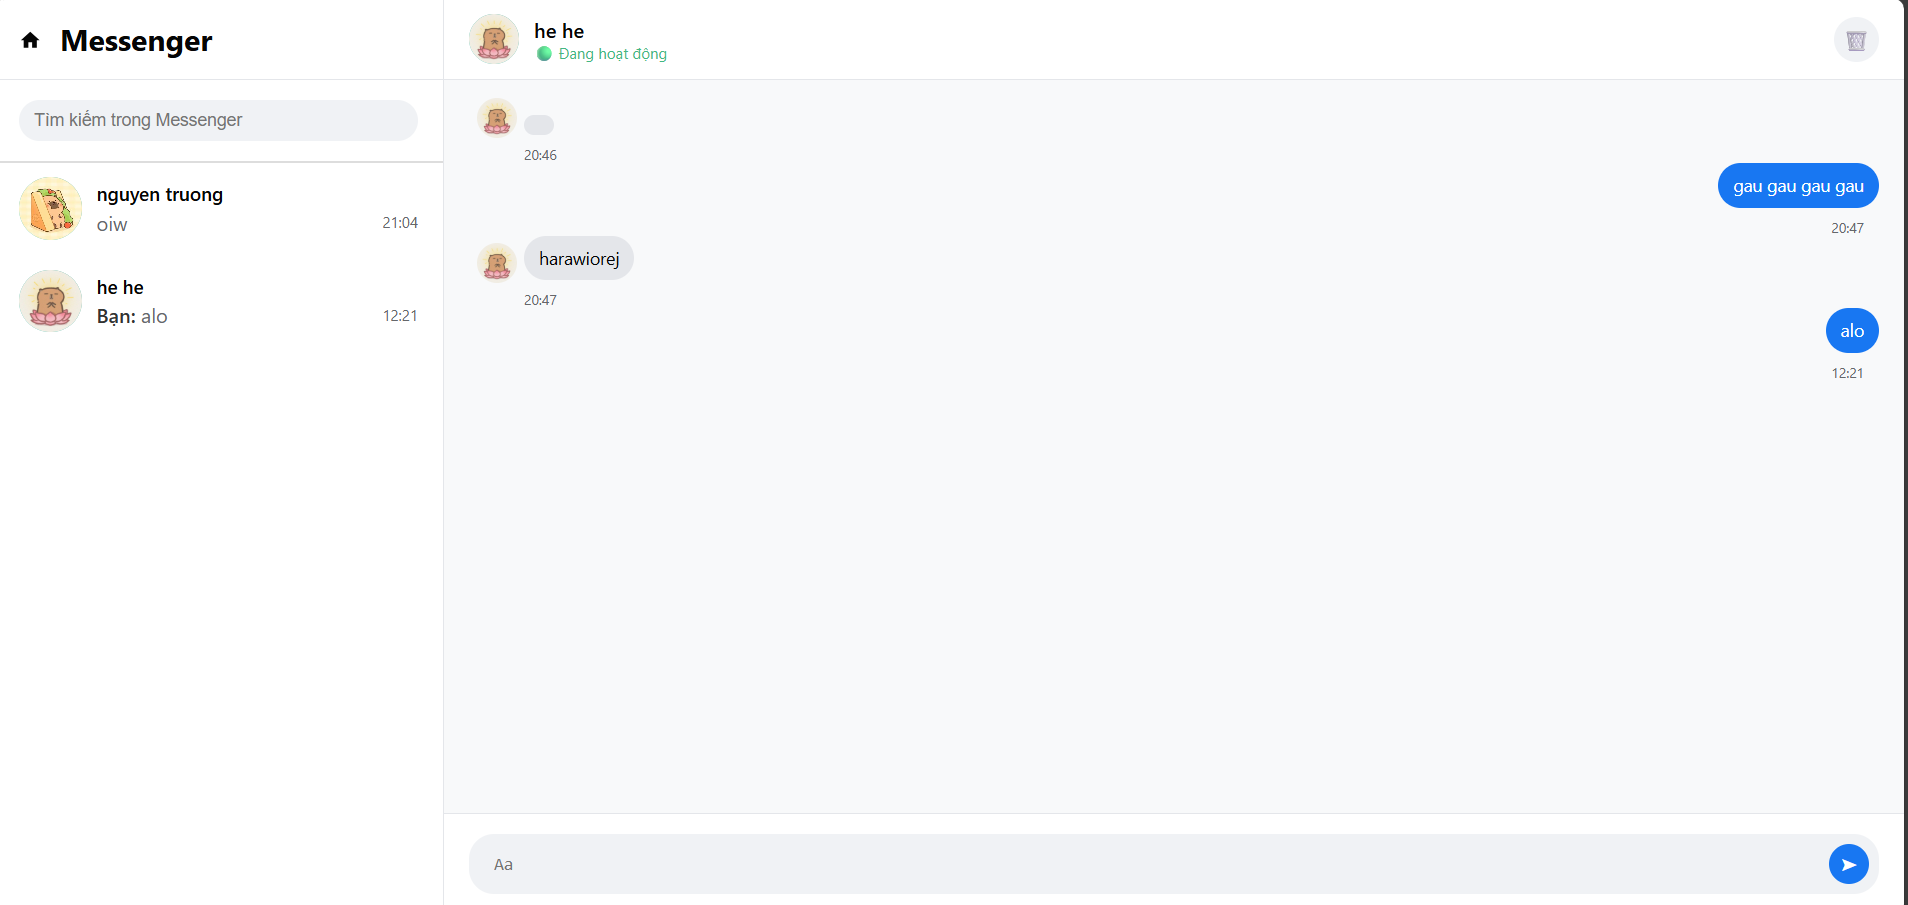 Messenger
Tìm kiếm trong Messenger
nguyen truong
oiw
21:04
he he
Bạn: alo
12:21
he he
Đang hoạt động
20:46
gau gau gau gau
20:47
harawiorej
20:47
alo
12:21
Aa